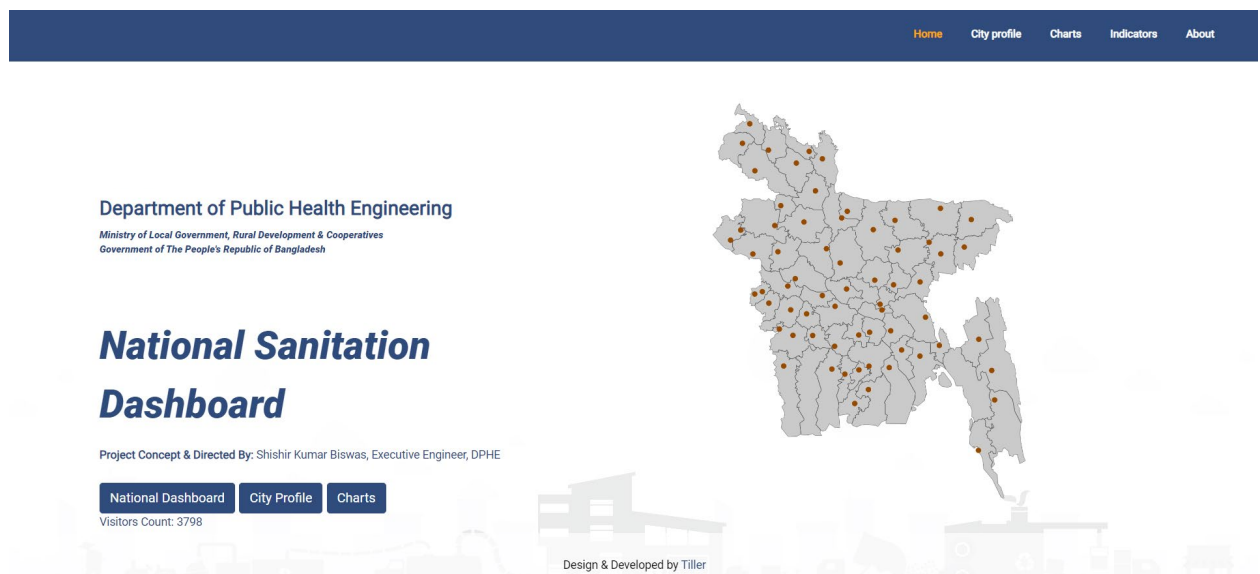 Home City profile Charts Indicators About
Department of Public Health Engineering
Ministry of Local Government, Rural Development & Cooperatives
Government of The People's Republic of Bangladesh
National Sanitation
Dashboard
Project Concept & Directed By: Shishir Kumar Biswas, Executive Engineer, DPHE
National Dashboard City Profile Charts
Visitors Count: 3798
Design & Developed by Tiller